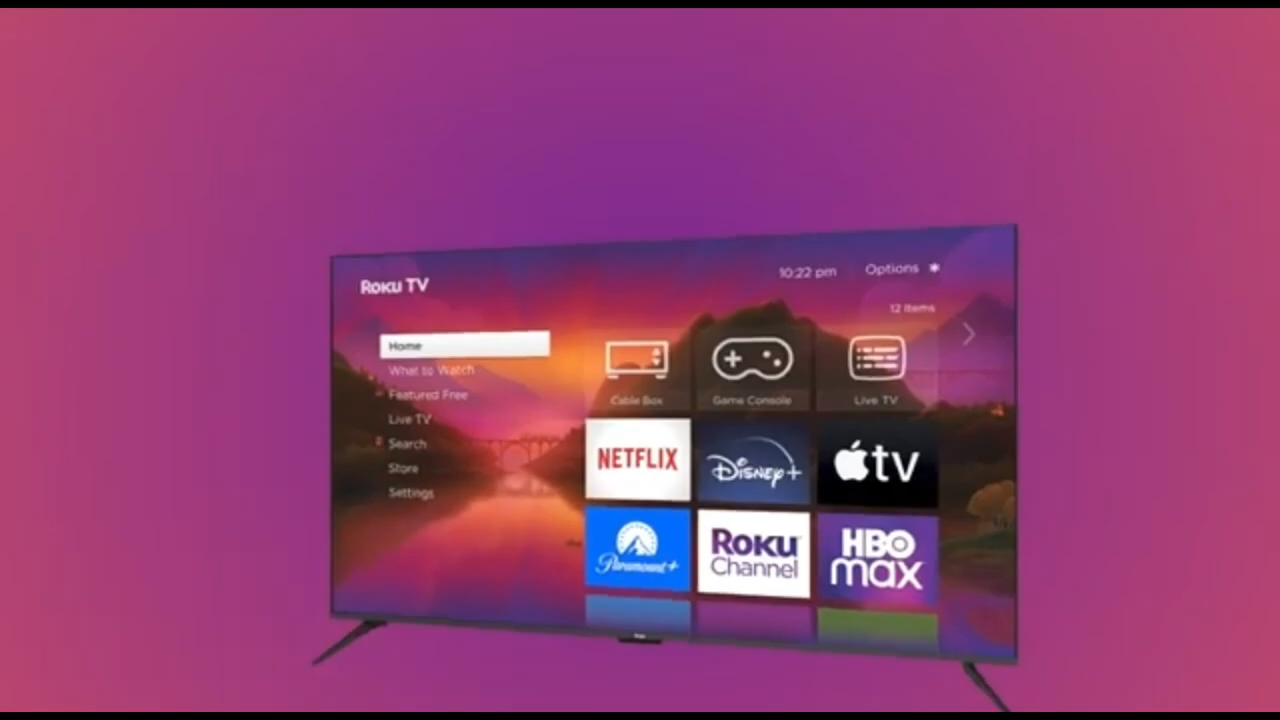 Roku TV
10:22 pm
Options ✱
12 items
Home
What to Watch
Featured Free
Live TV
Search
Store
Settings
Cable Box
Game Console
Live TV
NETFLIX
Disney+
tv
Paramount+
Roku Channel
HBO max